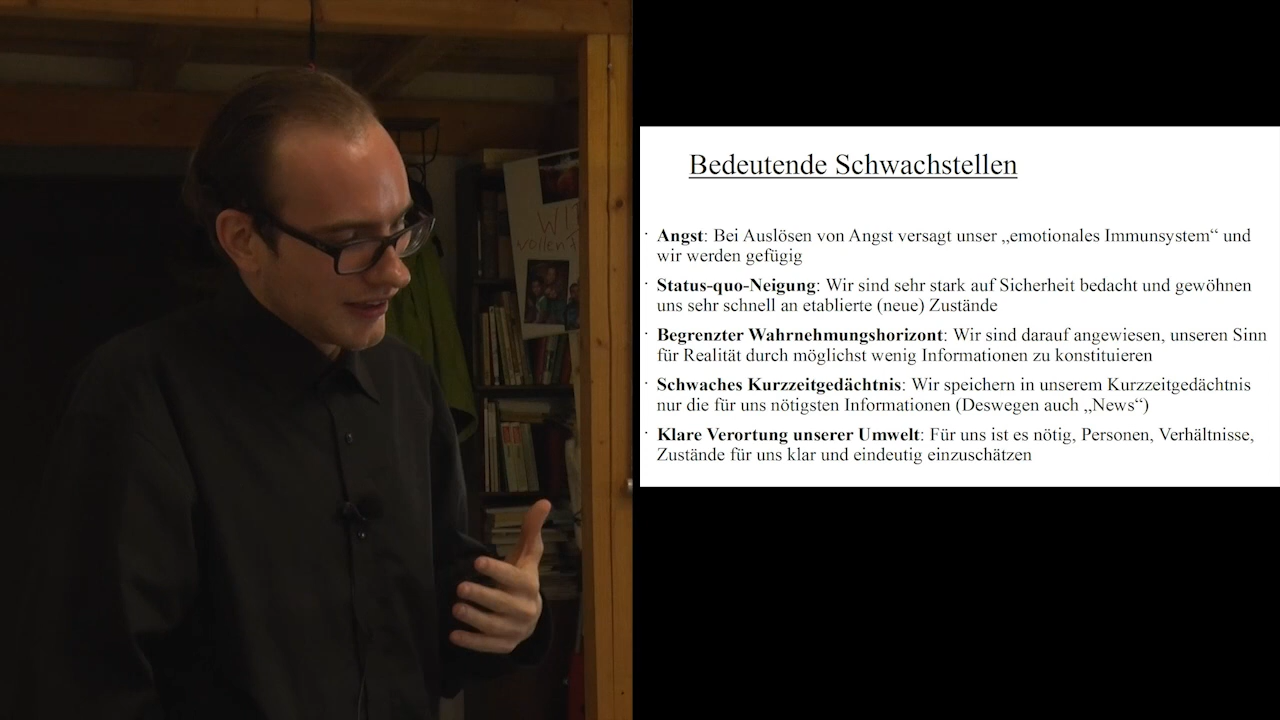 WI
wollen
Bedeutende Schwachstellen
· Angst: Bei Auslösen von Angst versagt unser „emotionales Immunsystem“ und
wir werden gefügig
· Status-quo-Neigung: Wir sind sehr stark auf Sicherheit bedacht und gewöhnen
uns sehr schnell an etablierte (neue) Zustände
· Begrenzter Wahrnehmungshorizont: Wir sind darauf angewiesen, unseren Sinn
für Realität durch möglichst wenig Informationen zu konstituieren
· Schwaches Kurzzeitgedächtnis: Wir speichern in unserem Kurzzeitgedächtnis
nur die für uns nötigsten Informationen (Deswegen auch „News“)
· Klare Verortung unserer Umwelt: Für uns ist es nötig, Personen, Verhältnisse,
Zustände für uns klar und eindeutig einzuschätzen